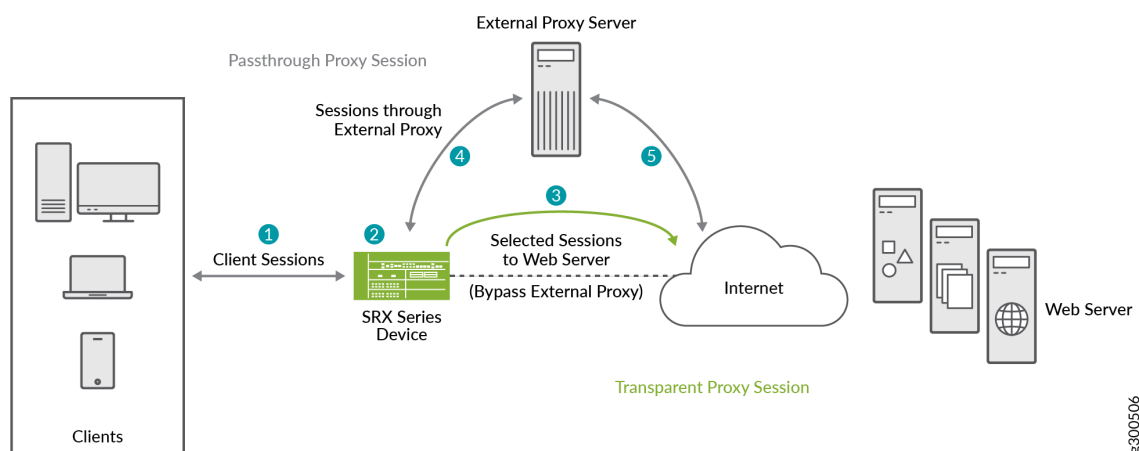 External Proxy Server
Passthrough Proxy Session
Sessions through
External Proxy
4
5
3
1
2
Client Sessions
Selected Sessions
to Web Server
(Bypass External Proxy)
Internet
SRX Series
Device
Web Server
Transparent Proxy Session
Clients
g300506